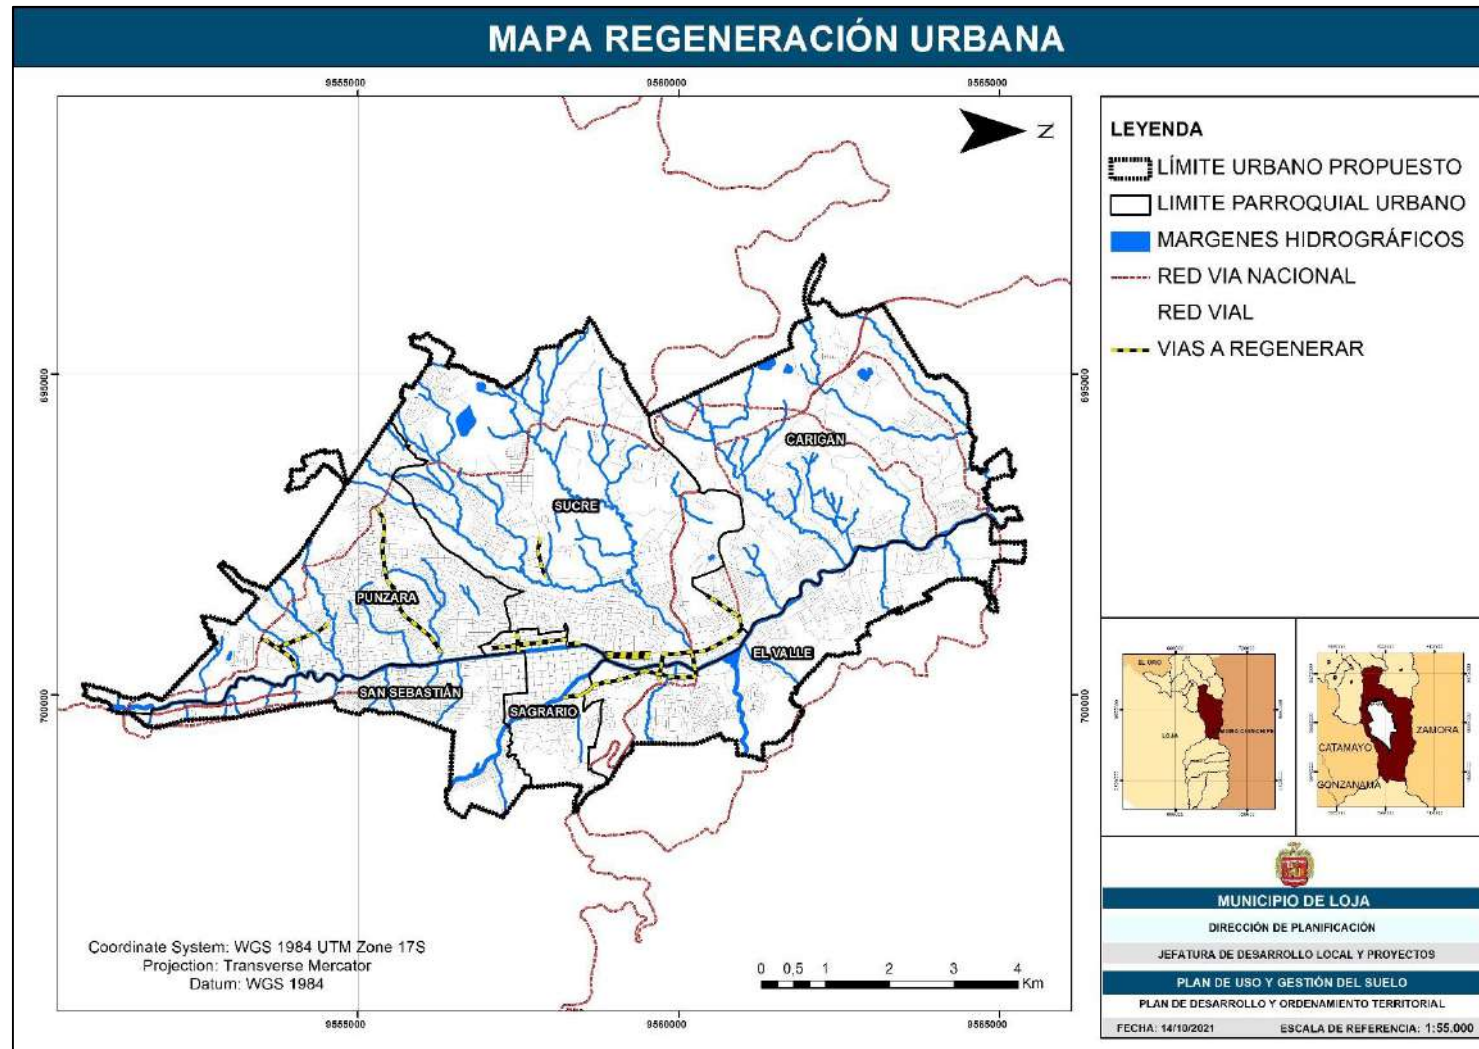 MAPA REGENERACIÓN URBANA
9555000
9560000
9565000
N
695000
695000
700000
700000
CARIGÁN
SUCRE
PUNZARA
EL VALLE
SAN SEBASTIÁN
SAGRARIO
Coordinate System: WGS 1984 UTM Zone 17S
Projection: Transverse Mercator
Datum: WGS 1984
0 0,5 1 2 3 4
Km
9555000
9560000
9565000
LEYENDA
LÍMITE URBANO PROPUESTO
LIMITE PARROQUIAL URBANO
MARGENES HIDROGRÁFICOS
RED VIA NACIONAL
RED VIAL
VIAS A REGENERAR
EL ORO
LOJA
ZAMORA
CATAMAYO
GONZANAMÁ
MUNICIPIO DE LOJA
DIRECCIÓN DE PLANIFICACIÓN
JEFATURA DE DESARROLLO LOCAL Y PROYECTOS
PLAN DE USO Y GESTIÓN DEL SUELO
PLAN DE DESARROLLO Y ORDENAMIENTO TERRITORIAL
FECHA: 14/10/2021 ESCALA DE REFERENCIA: 1:55.000